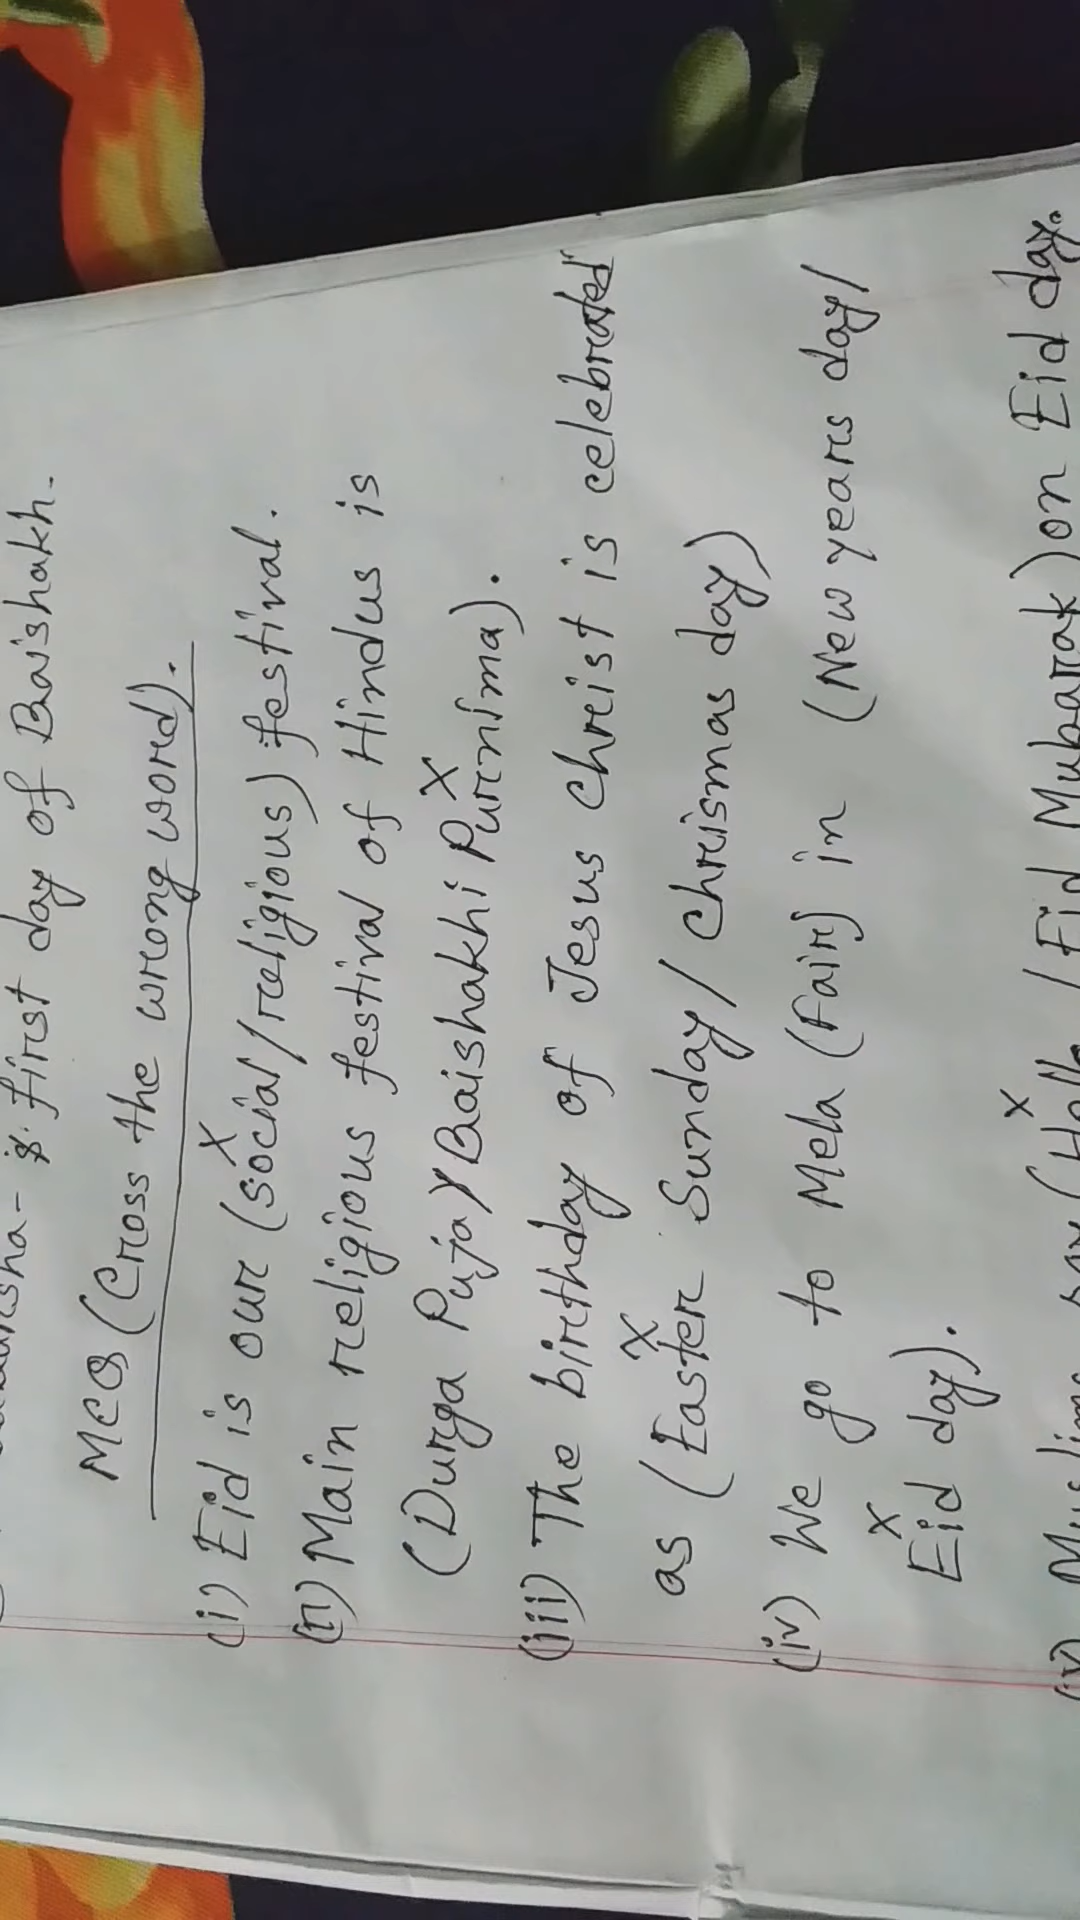 first day of Baishakh.
MCQ (Cross the wrong word).
(i) Eid is our (social/religious) festival.
(ii) Main religious festival of Hindus is
(Durga Puja/Baishakhi Purnima).
(iii) The birthday of Jesus Christ is celebrated
as (Easter Sunday/Chrismas day)
(iv) We go to Mela (Fair) in (New years day/
Eid day).
Eid Mubarak) on Eid day.